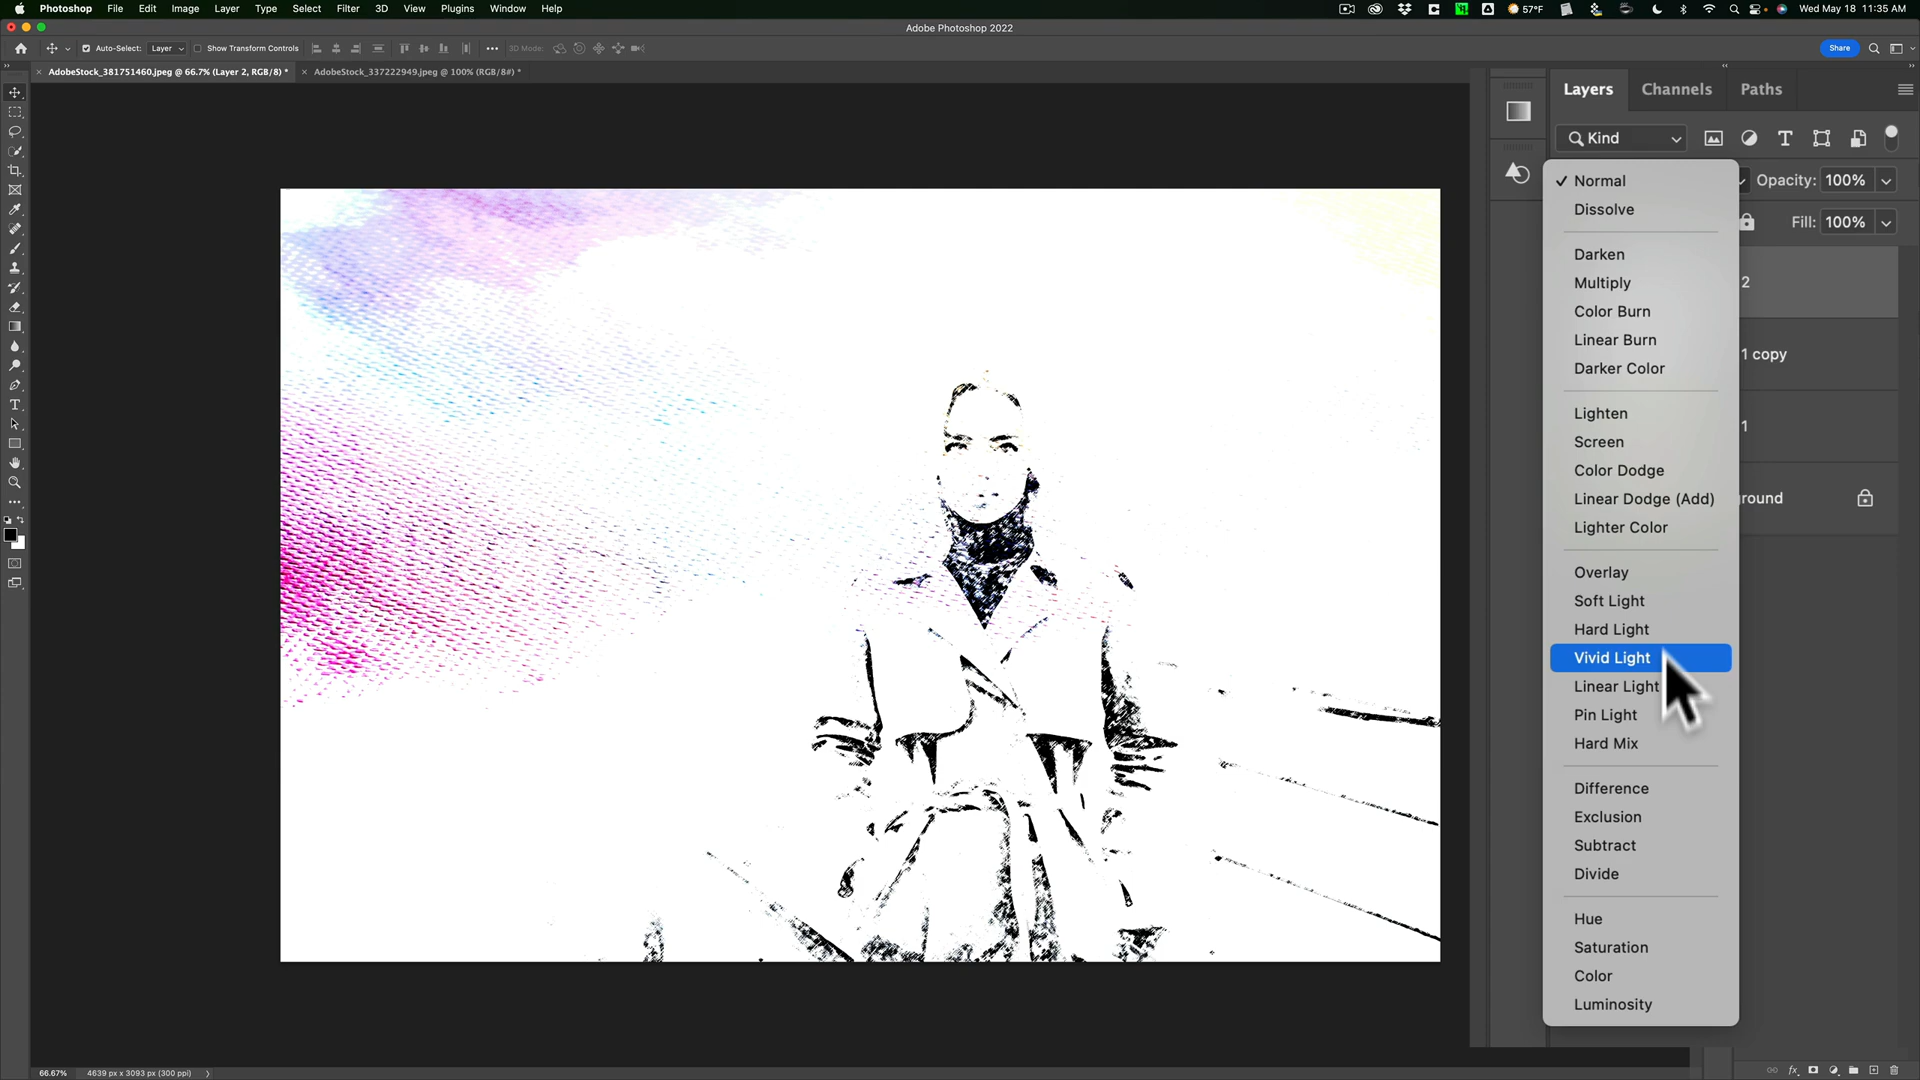 Photoshop File Edit Image Layer Type Select Filter 3D View Plugins Window Help 57°F Wed May 18 11:35 AM
Adobe Photoshop 2022
Auto-Select: Layer Show Transform Controls 3D Mode: Share
AdobeStock_381751460.jpeg @ 66.7% (Layer 2, RGB/8) * AdobeStock_337222949.jpeg @ 100% (RGB/8#) *
Layers Channels Paths
Kind
Normal Opacity: 100%
Dissolve
Fill: 100%
Darken
Multiply 2
Color Burn
Linear Burn
1 copy
Darker Color
Lighten
1
Screen
Color Dodge
Linear Dodge (Add) ground
Lighter Color
Overlay
Soft Light
Hard Light
Vivid Light
Linear Light
Pin Light
Hard Mix
Difference
Exclusion
Subtract
Divide
Hue
Saturation
Color
Luminosity
66.67% 4639 px x 3093 px (300 ppi)